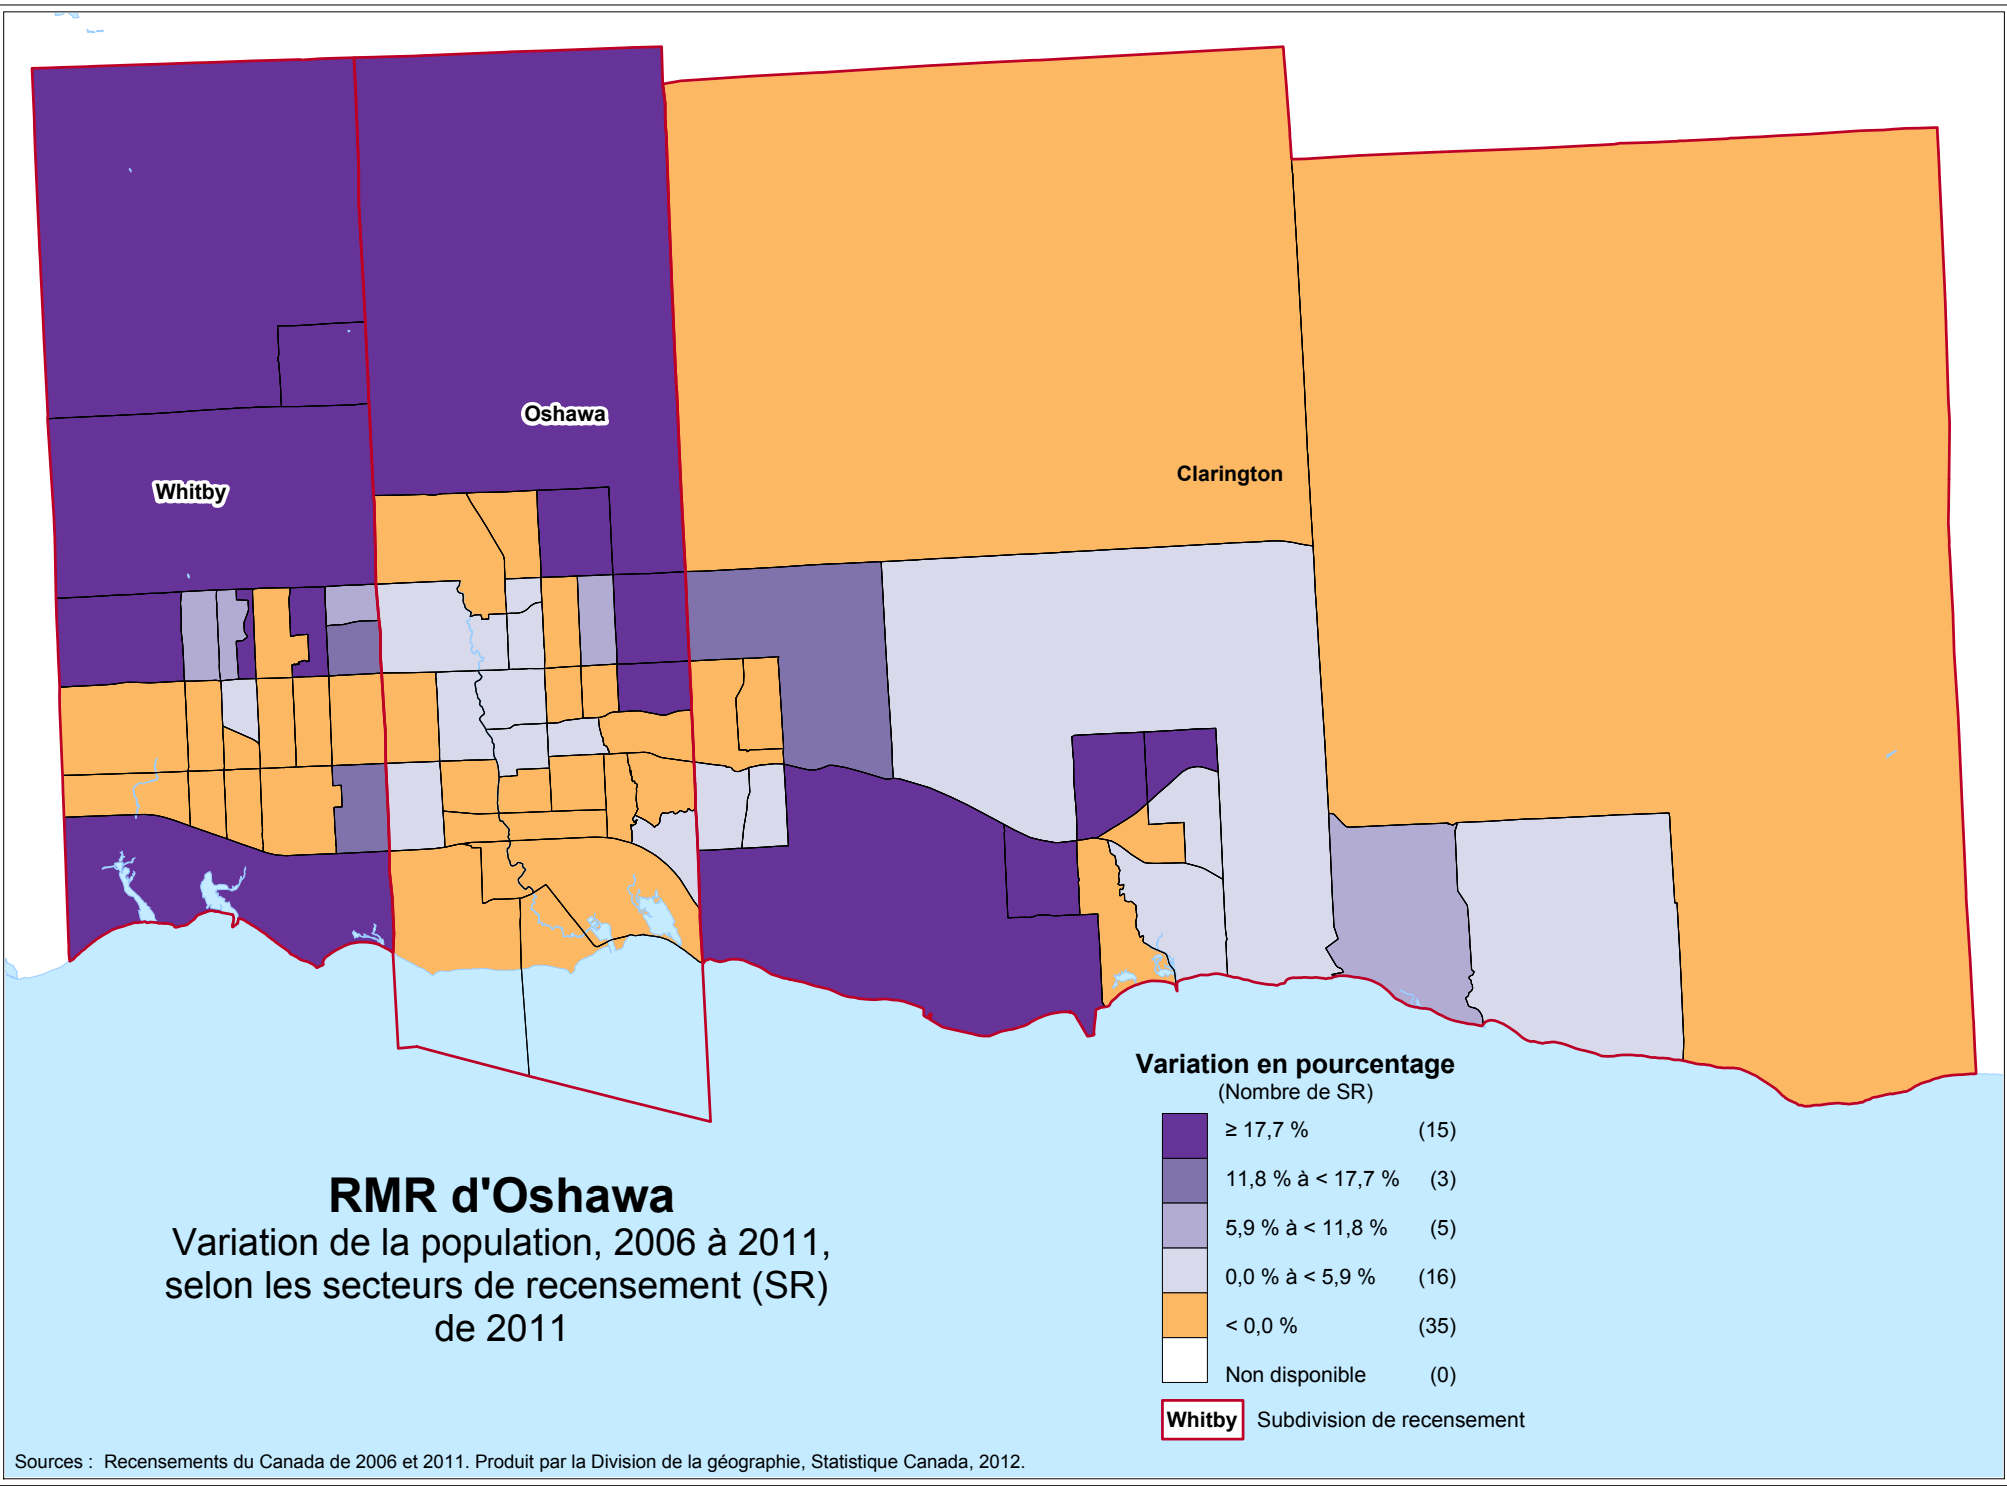 Oshawa
Clarington
Whitby
Variation en pourcentage
(Nombre de SR)
≥ 17,7 % (15)
11,8 % à < 17,7 % (3)
5,9 % à < 11,8 % (5)
0,0 % à < 5,9 % (16)
< 0,0 % (35)
Non disponible (0)
Whitby Subdivision de recensement
RMR d'Oshawa
Variation de la population, 2006 à 2011,
selon les secteurs de recensement (SR)
de 2011
Sources : Recensements du Canada de 2006 et 2011. Produit par la Division de la géographie, Statistique Canada, 2012.